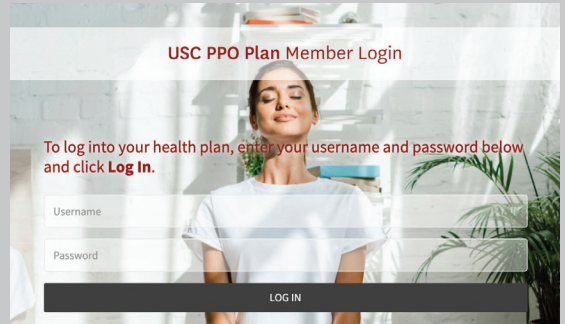 USC PPO Plan Member Login
To log into your health plan, enter your username and password below
and click Log In.
Username
Password
LOG IN